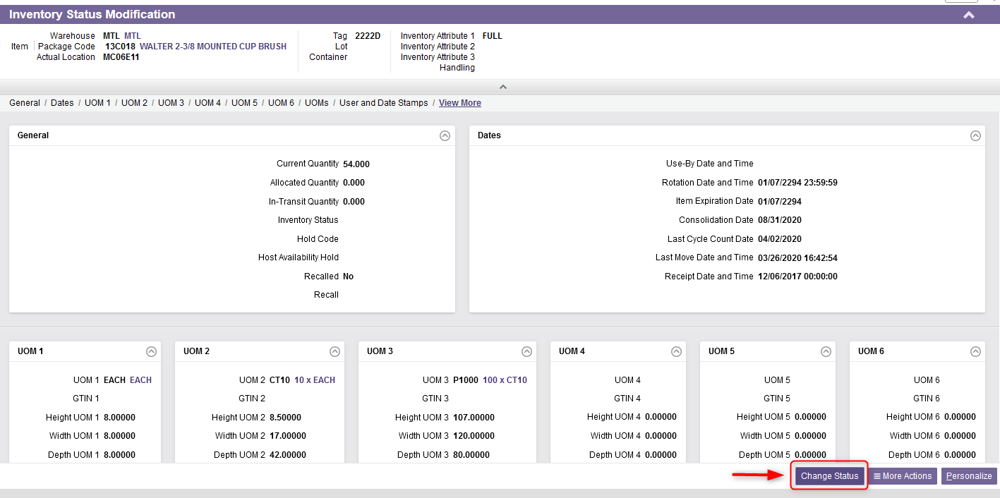 Inventory Status Modification
Warehouse MTL MTL
Item Package Code 13C018 WALTER 2-3/8 MOUNTED CUP BRUSH
Actual Location MC06E11
Tag 2222D
Lot
Container
Inventory Attribute 1 FULL
Inventory Attribute 2
Inventory Attribute 3
Handling
General / Dates / UOM 1 / UOM 2 / UOM 3 / UOM 4 / UOM 5 / UOM 6 / UOMs / User and Date Stamps / View More
General
Current Quantity 54.000
Allocated Quantity 0.000
In-Transit Quantity 0.000
Inventory Status
Hold Code
Host Availability Hold
Recalled No
Recall
Dates
Use-By Date and Time
Rotation Date and Time 01/07/2294 23:59:59
Item Expiration Date 01/07/2294
Consolidation Date 08/31/2020
Last Cycle Count Date 04/02/2020
Last Move Date and Time 03/26/2020 16:42:54
Receipt Date and Time 12/06/2017 00:00:00
UOM 1
UOM 1 EACH EACH
GTIN 1
Height UOM 1 8.00000
Width UOM 1 8.00000
Depth UOM 1 8.00000
UOM 2
UOM 2 CT10 10 x EACH
GTIN 2
Height UOM 2 8.50000
Width UOM 2 17.00000
Depth UOM 2 42.00000
UOM 3
UOM 3 P1000 100 x CT10
GTIN 3
Height UOM 3 107.00000
Width UOM 3 120.00000
Depth UOM 3 80.00000
UOM 4
UOM 4
GTIN 4
Height UOM 4 0.00000
Width UOM 4 0.00000
Depth UOM 4 0.00000
UOM 5
UOM 5
GTIN 5
Height UOM 5 0.00000
Width UOM 5 0.00000
Depth UOM 5 0.00000
UOM 6
UOM 6
GTIN 6
Height UOM 6 0.00000
Width UOM 6 0.00000
Depth UOM 6 0.00000
Change Status More Actions Personalize